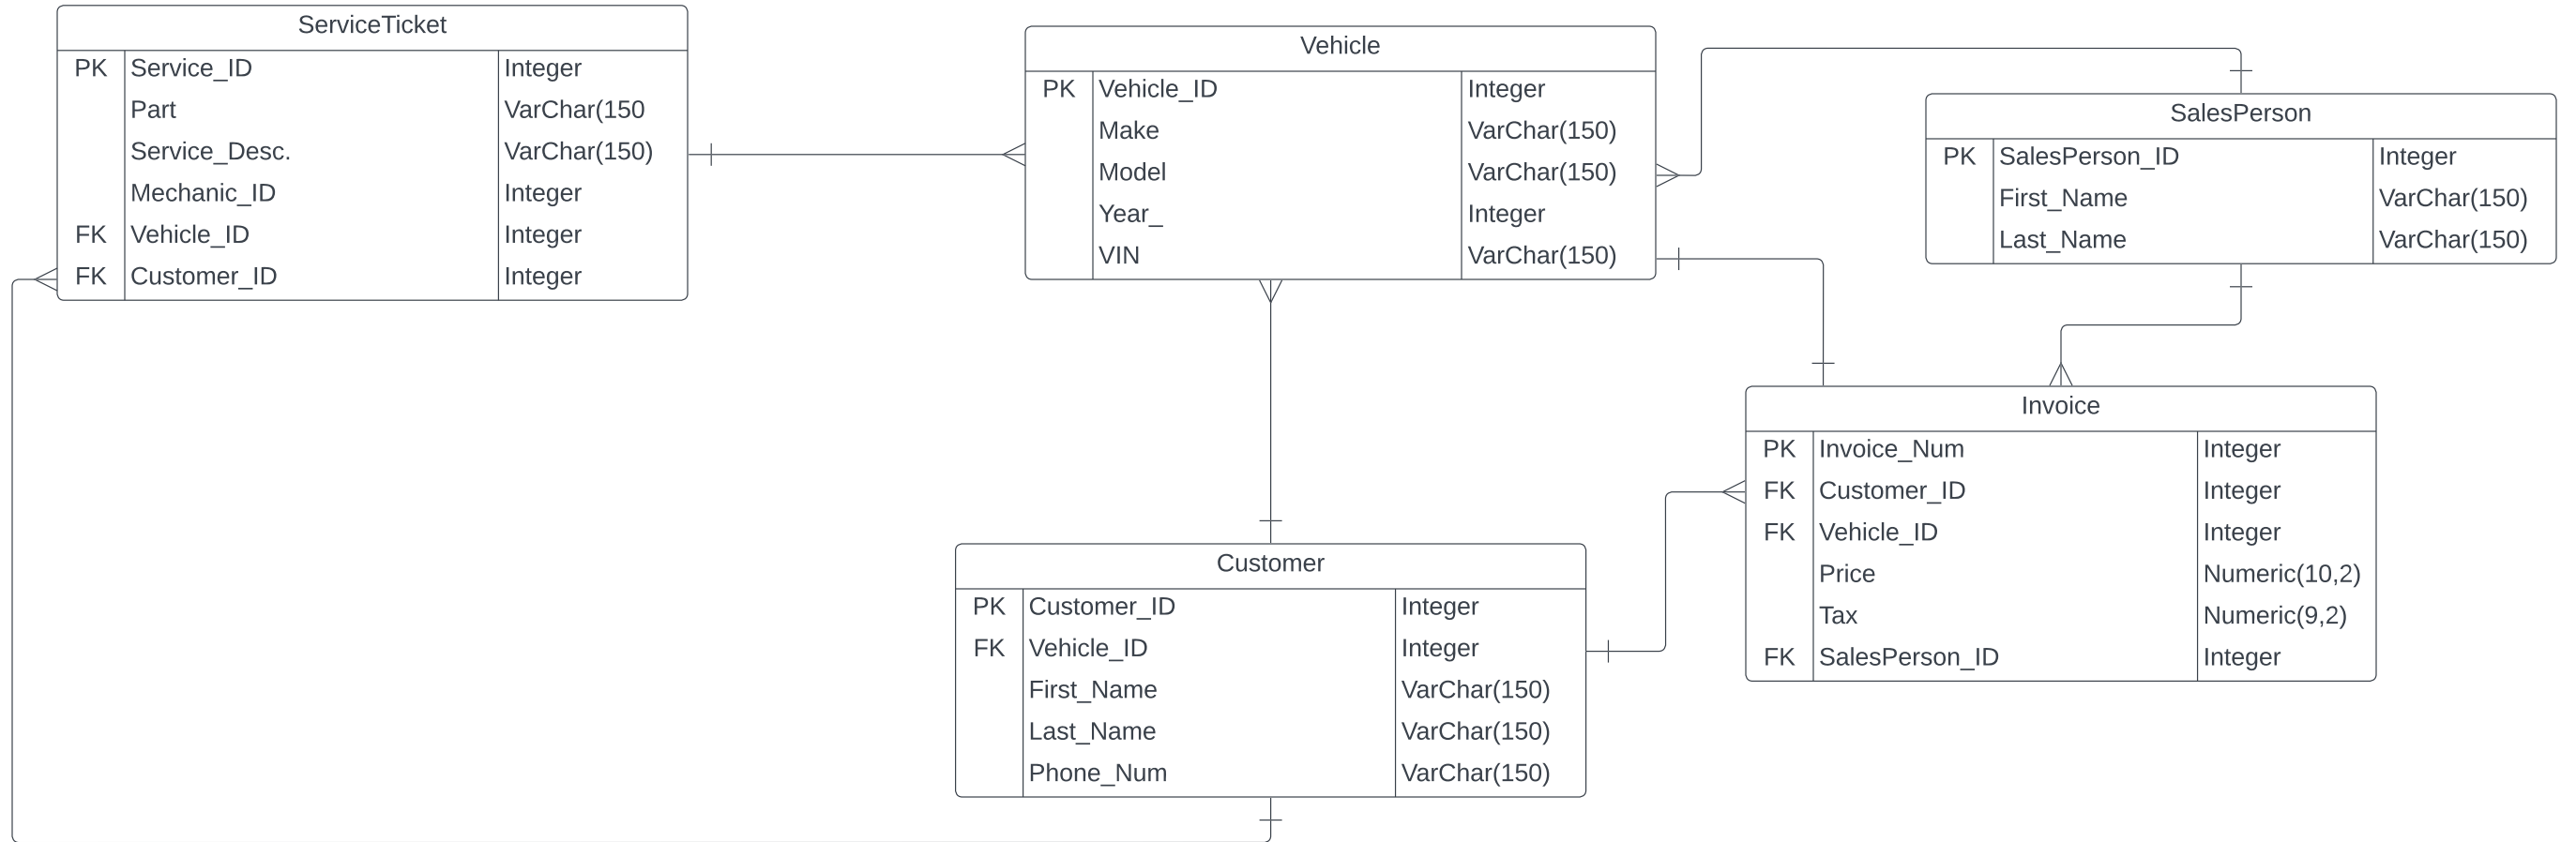 ServiceTicket
PK Service_ID Integer
Part VarChar(150
Service_Desc. VarChar(150)
Mechanic_ID Integer
FK Vehicle_ID Integer
FK Customer_ID Integer
Vehicle
PK Vehicle_ID Integer
Make VarChar(150)
Model VarChar(150)
Year_ Integer
VIN VarChar(150)
SalesPerson
PK SalesPerson_ID Integer
First_Name VarChar(150)
Last_Name VarChar(150)
Invoice
PK Invoice_Num Integer
FK Customer_ID Integer
FK Vehicle_ID Integer
Price Numeric(10,2)
Tax Numeric(9,2)
FK SalesPerson_ID Integer
Customer
PK Customer_ID Integer
FK Vehicle_ID Integer
First_Name VarChar(150)
Last_Name VarChar(150)
Phone_Num VarChar(150)